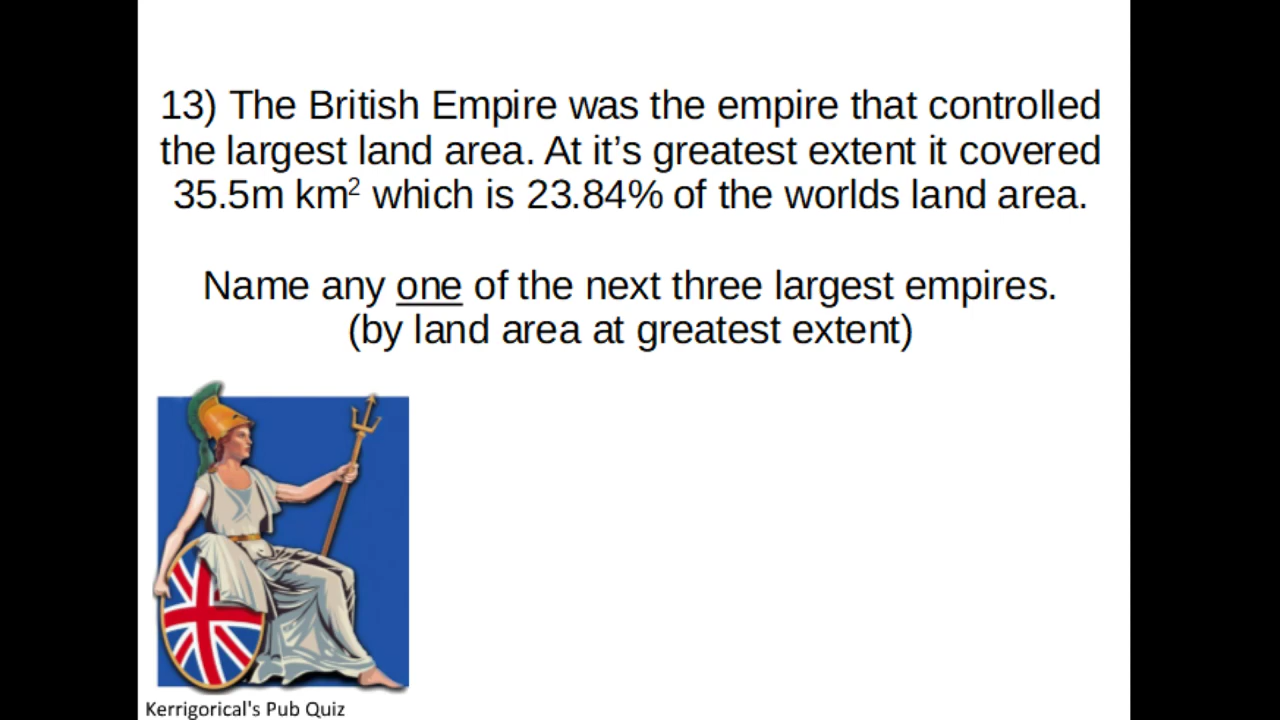 13) The British Empire was the empire that controlled
the largest land area. At it’s greatest extent it covered
35.5m km² which is 23.84% of the worlds land area.
Name any one of the next three largest empires.
(by land area at greatest extent)
Kerrigorical's Pub Quiz